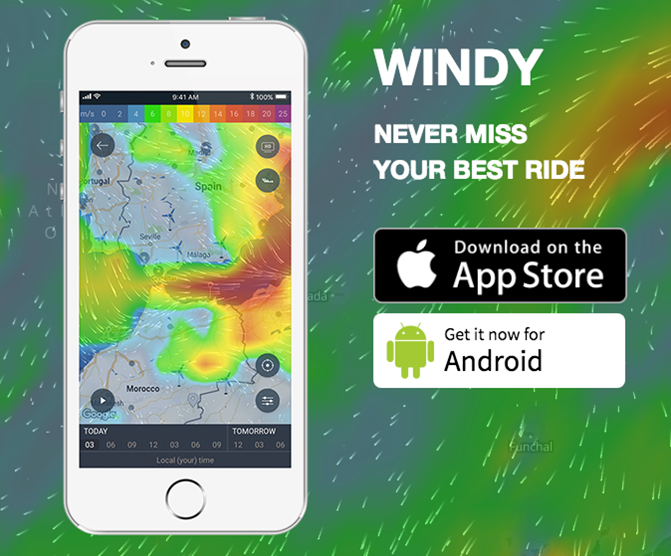 WINDY
NEVER MISS
YOUR BEST RIDE
Download on the
App Store
Get it now for
Android
9:41 AM
100%
m/s 0 2 4 6 8 10 12 14 16 18 20 25
Madrid
HD
Portugal
Spain
Seville
Malaga
Morocco
Google
TODAY TOMORROW
03 06 09 12 03 06 09 12 03 06
Local (your) time
Funchal